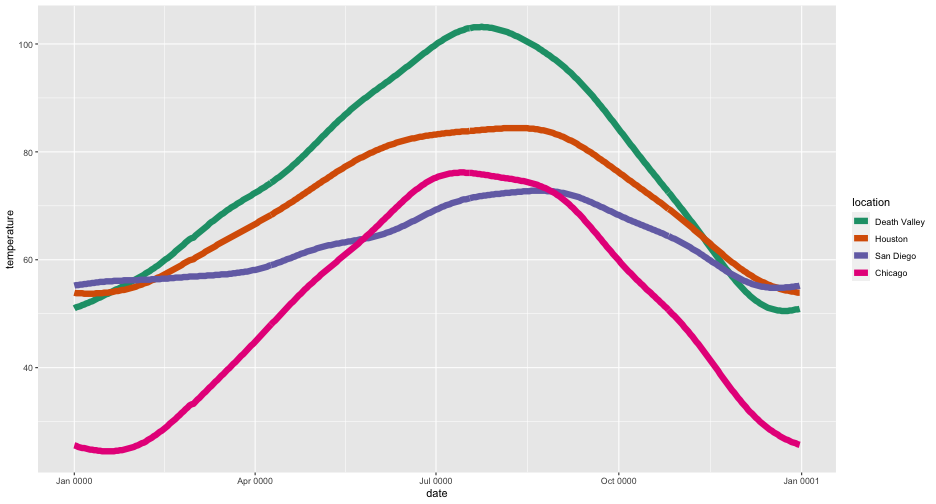 temperature
100
80
60
40
Jan 0000
Apr 0000
Jul 0000
Oct 0000
Jan 0001
date
location
Death Valley
Houston
San Diego
Chicago